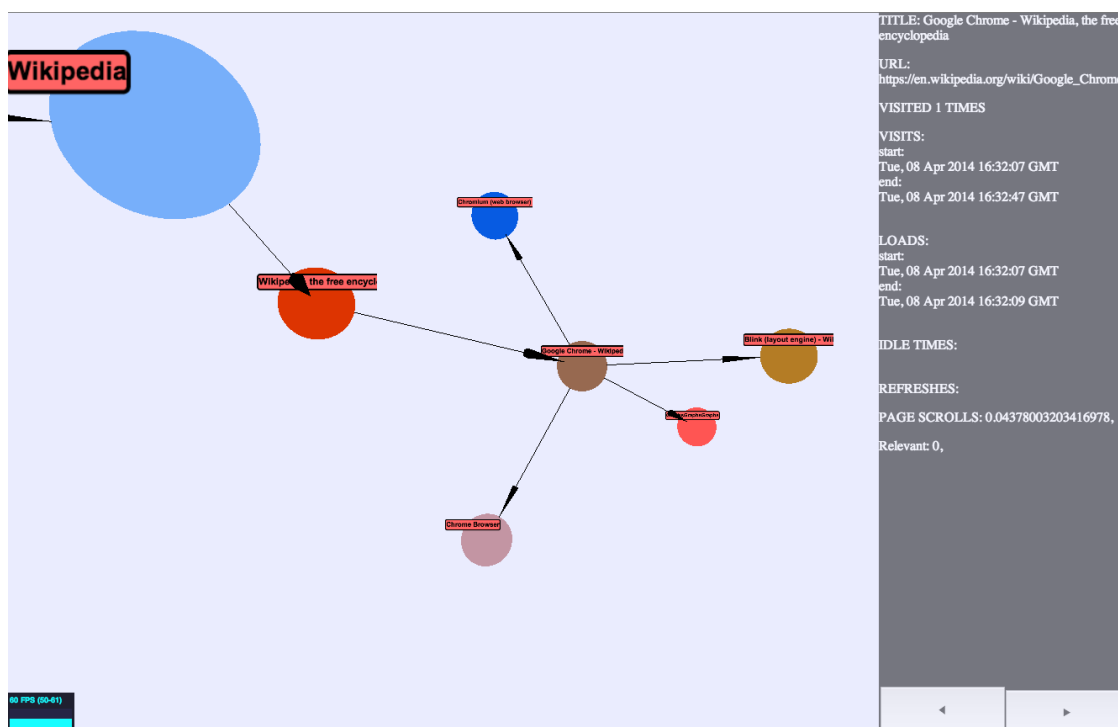 Wikipedia
Chromium (web browser)
Wikipe , the free encycl
Google Chrome - Wikiped
Blink (layout engine) - Wi
Chrome Browser
60 FPS (50-61)
TITLE: Google Chrome - Wikipedia, the free
encyclopedia
URL:
https://en.wikipedia.org/wiki/Google_Chrome
VISITED 1 TIMES
VISITS:
start:
Tue, 08 Apr 2014 16:32:07 GMT
end:
Tue, 08 Apr 2014 16:32:47 GMT
LOADS:
start:
Tue, 08 Apr 2014 16:32:07 GMT
end:
Tue, 08 Apr 2014 16:32:09 GMT
IDLE TIMES:
REFRESHES:
PAGE SCROLLS: 0.04378003203416978,
Relevant: 0,